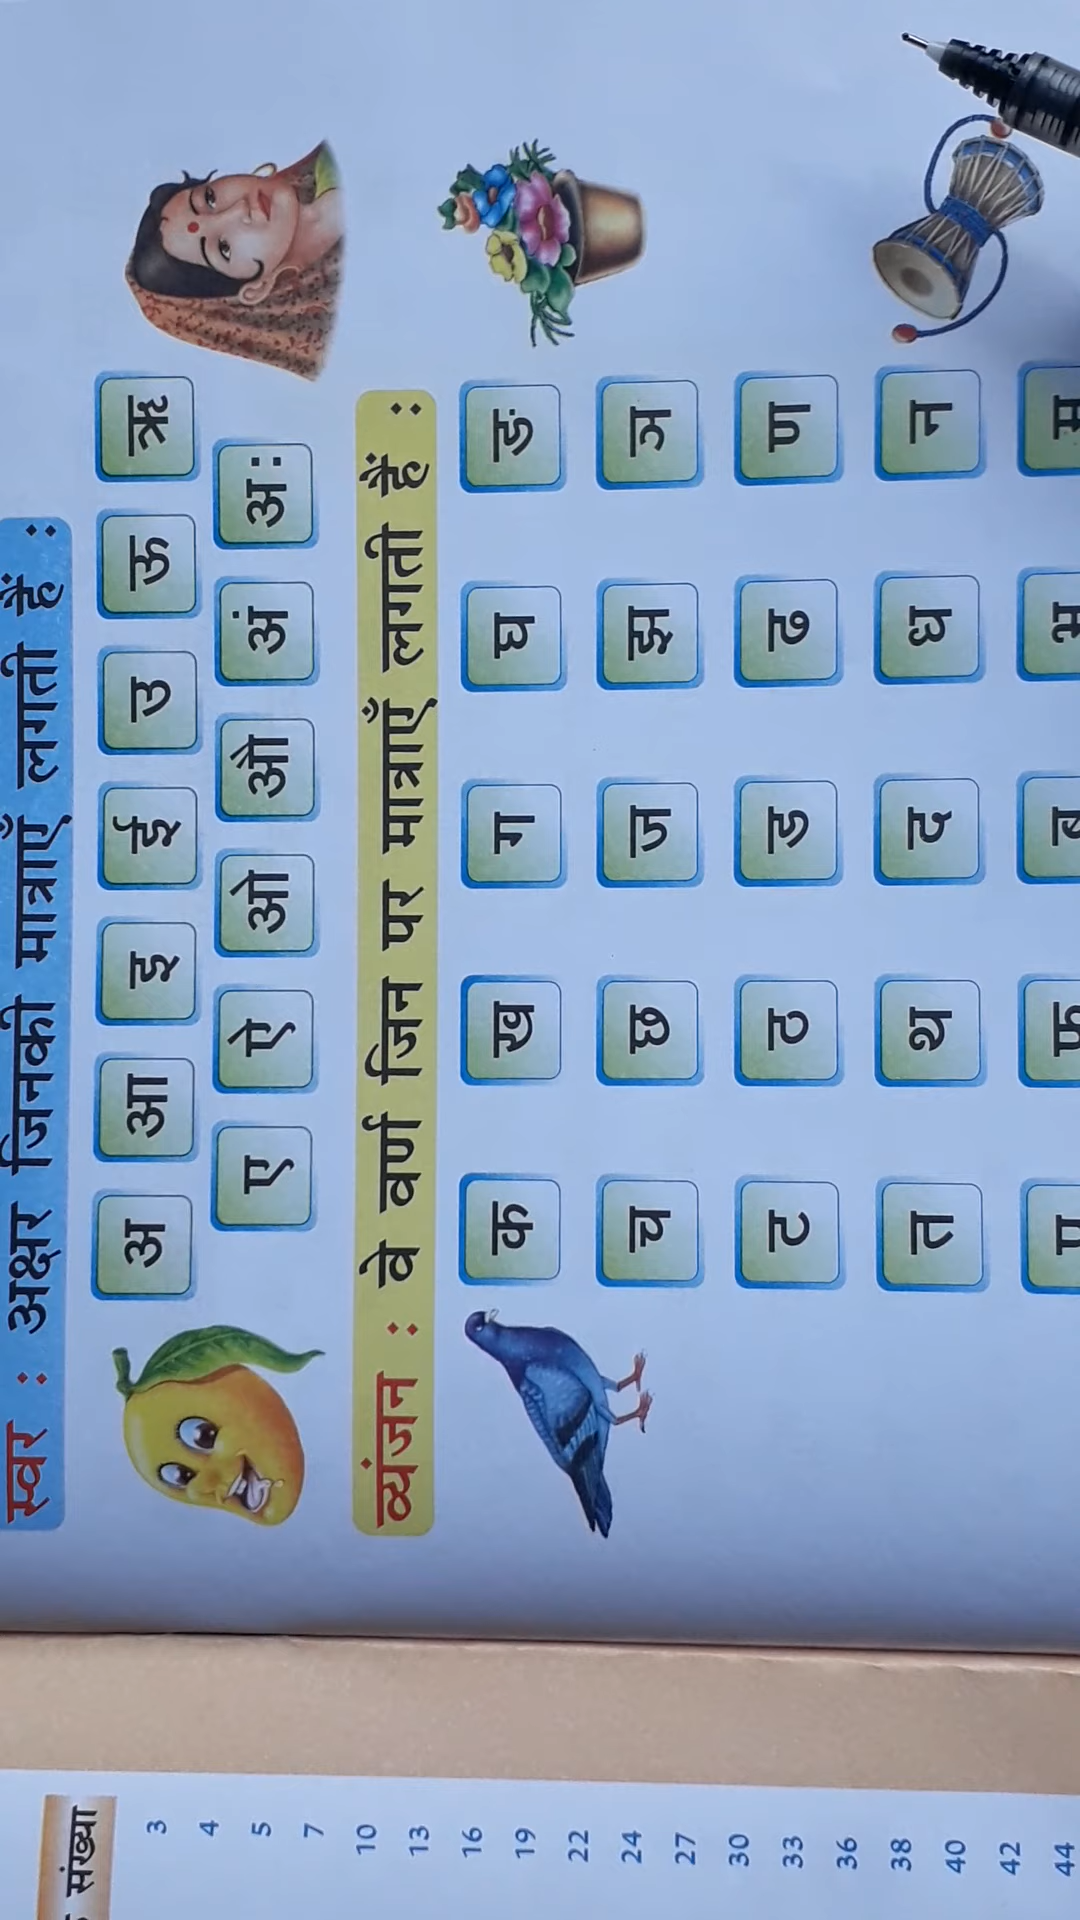 स्वर : अक्षर जिनकी मात्राएँ लगती हैं :
अ आ इ ई उ ऊ ऋ
ए ऐ ओ औ अं अः
व्यंजन : वे वर्ण जिन पर मात्राएँ लगती हैं :
क ख ग घ ङ
च छ ज झ ञ
ट ठ ड ढ ण
त थ द ध न
प फ ब भ म
संख्या
3
4
5
7
10
13
16
19
22
24
27
30
33
36
38
40
42
44